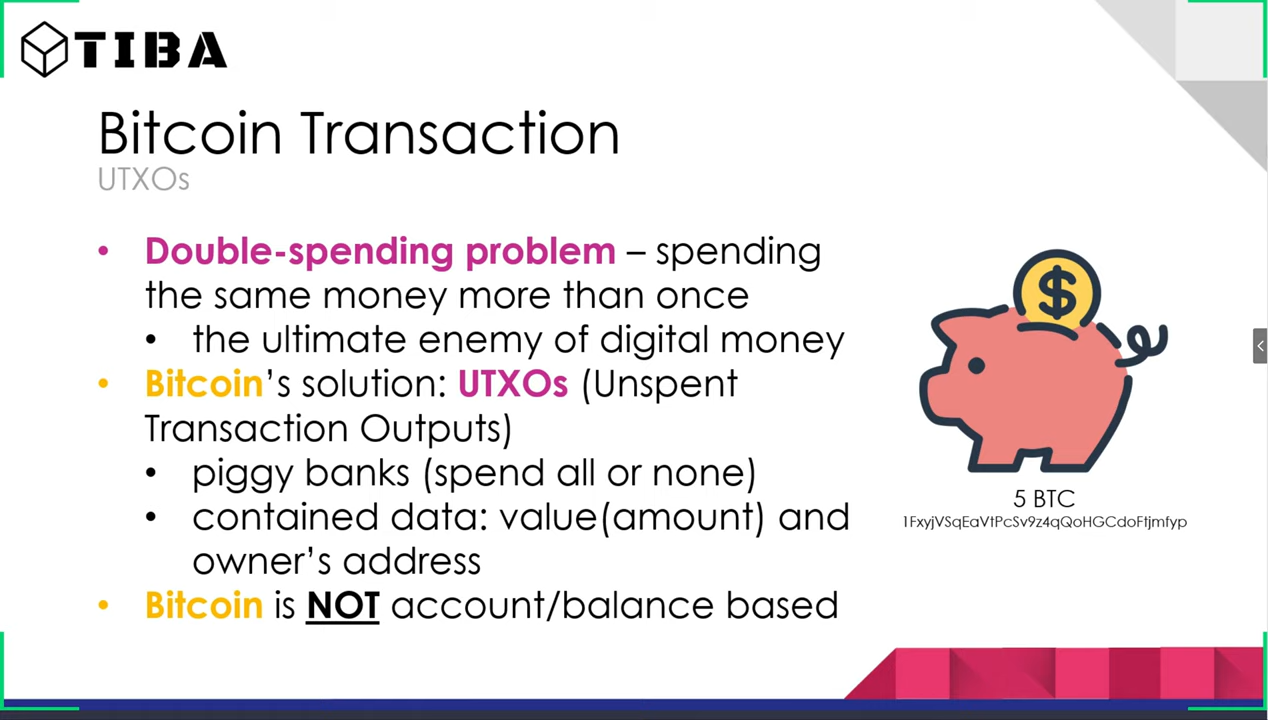 TIBA
Bitcoin Transaction
UTXOs
• Double-spending problem – spending
the same money more than once
• the ultimate enemy of digital money
• Bitcoin's solution: UTXOs (Unspent
Transaction Outputs)
• piggy banks (spend all or none)
• contained data: value(amount) and
owner's address
• Bitcoin is NOT account/balance based
$
5 BTC
1FxyjVSqEaVtPcSv9z4qQoHGCdoFtjmfyp